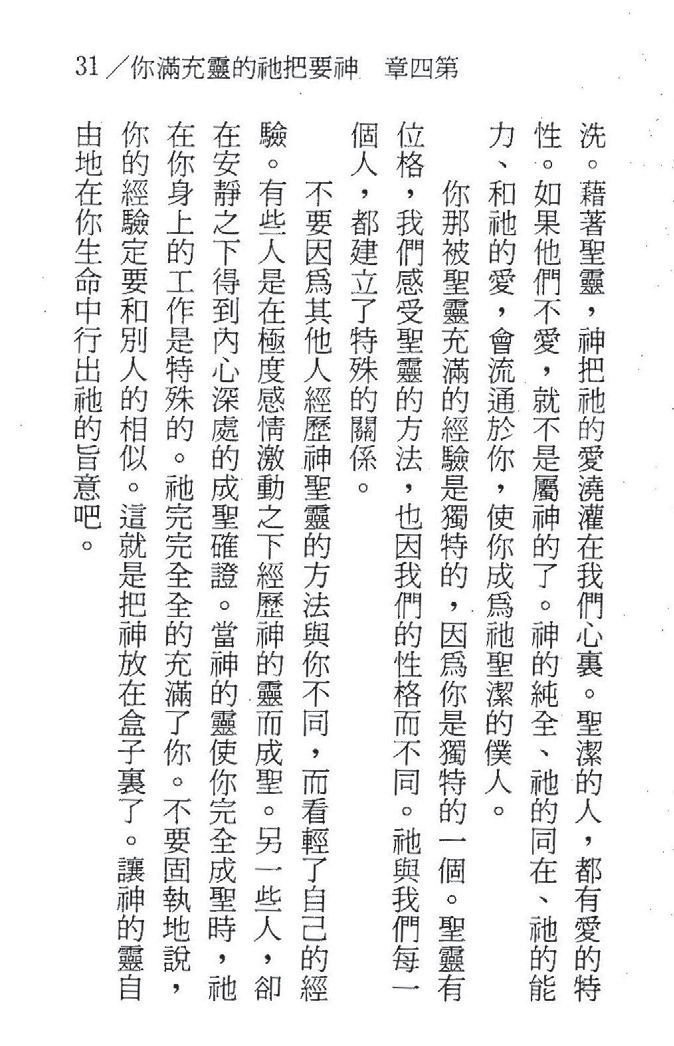 31／你滿充靈的祂把要神　章四第
洗。藉著聖靈，神把祂的愛澆灌在我們心裏。聖潔的人，都有愛的特
性。如果他們不愛，就不是屬神的了。神的純全、祂的同在、祂的能
力、和祂的愛，會流通於你，使你成爲祂聖潔的僕人。
你那被聖靈充滿的經驗是獨特的，因爲你是獨特的一個。聖靈有
位格，我們感受聖靈的方法，也因我們的性格而不同。祂與我們每一
個人，都建立了特殊的關係。
不要因爲其他人經歷神聖靈的方法與你不同，而看輕了自己的經
驗。有些人是在極度感情激動之下經歷神的靈而成聖。另一些人，卻
在安靜之下得到內心深處的成聖確證。當神的靈使你完全成聖時，祂
在你身上的工作是特殊的。祂完完全全的充滿了你。不要固執地說，
你的經驗定要和別人的相似。這就是把神放在盒子裏了。讓神的靈自
由地在你生命中行出祂的旨意吧。